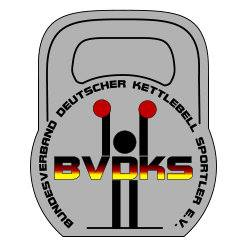 BUNDESVERBAND DEUTSCHER KETTLEBELL SPORTLER E.V.
BVDKS